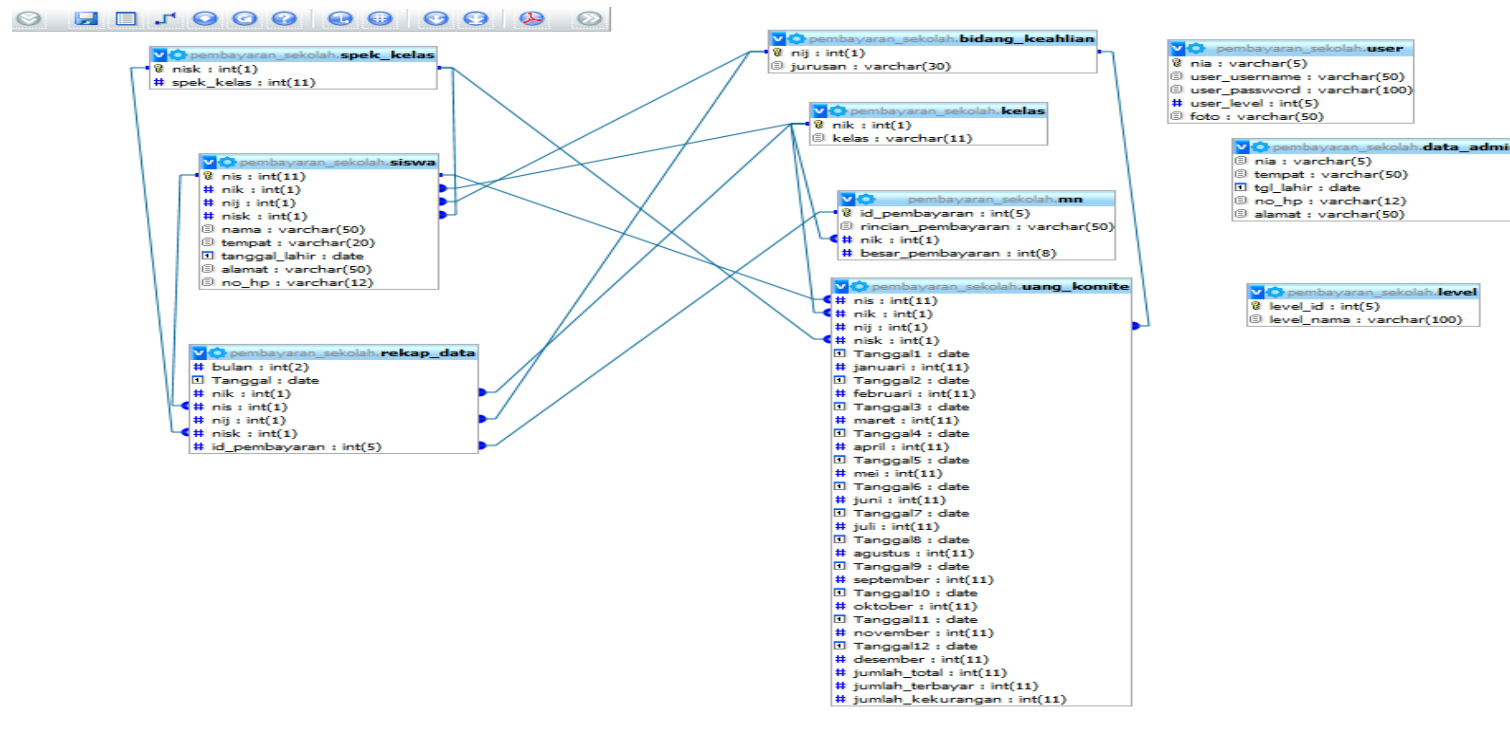 pembayaran_sekolah.spek_kelas
nisk : int(1)
spek_kelas : int(11)
pembayaran_sekolah.siswa
nis : int(11)
nik : int(1)
nij : int(1)
nisk : int(1)
nama : varchar(50)
tempat : varchar(20)
tanggal_lahir : date
alamat : varchar(50)
no_hp : varchar(12)
pembayaran_sekolah.rekap_data
bulan : int(2)
Tanggal : date
nik : int(1)
nis : int(1)
nij : int(1)
nisk : int(1)
id_pembayaran : int(5)
pembayaran_sekolah.bidang_keahlian
nij : int(1)
jurusan : varchar(30)
pembayaran_sekolah.kelas
nik : int(1)
kelas : varchar(11)
pembayaran_sekolah.mn
id_pembayaran : int(5)
rincian_pembayaran : varchar(50)
nik : int(1)
besar_pembayaran : int(8)
pembayaran_sekolah.uang_komite
nis : int(11)
nik : int(1)
nij : int(1)
nisk : int(1)
Tanggal1 : date
januari : int(11)
Tanggal2 : date
februari : int(11)
Tanggal3 : date
maret : int(11)
Tanggal4 : date
april : int(11)
Tanggal5 : date
mei : int(11)
Tanggal6 : date
juni : int(11)
Tanggal7 : date
juli : int(11)
Tanggal8 : date
agustus : int(11)
Tanggal9 : date
september : int(11)
Tanggal10 : date
oktober : int(11)
Tanggal11 : date
november : int(11)
Tanggal12 : date
desember : int(11)
jumlah_total : int(11)
jumlah_terbayar : int(11)
jumlah_kekurangan : int(11)
pembayaran_sekolah.user
nia : varchar(5)
user_username : varchar(50)
user_password : varchar(100)
user_level : int(5)
foto : varchar(50)
pembayaran_sekolah.data_admi
nia : varchar(5)
tempat : varchar(50)
tgl_lahir : date
no_hp : varchar(12)
alamat : varchar(50)
pembayaran_sekolah.level
level_id : int(5)
level_nama : varchar(100)